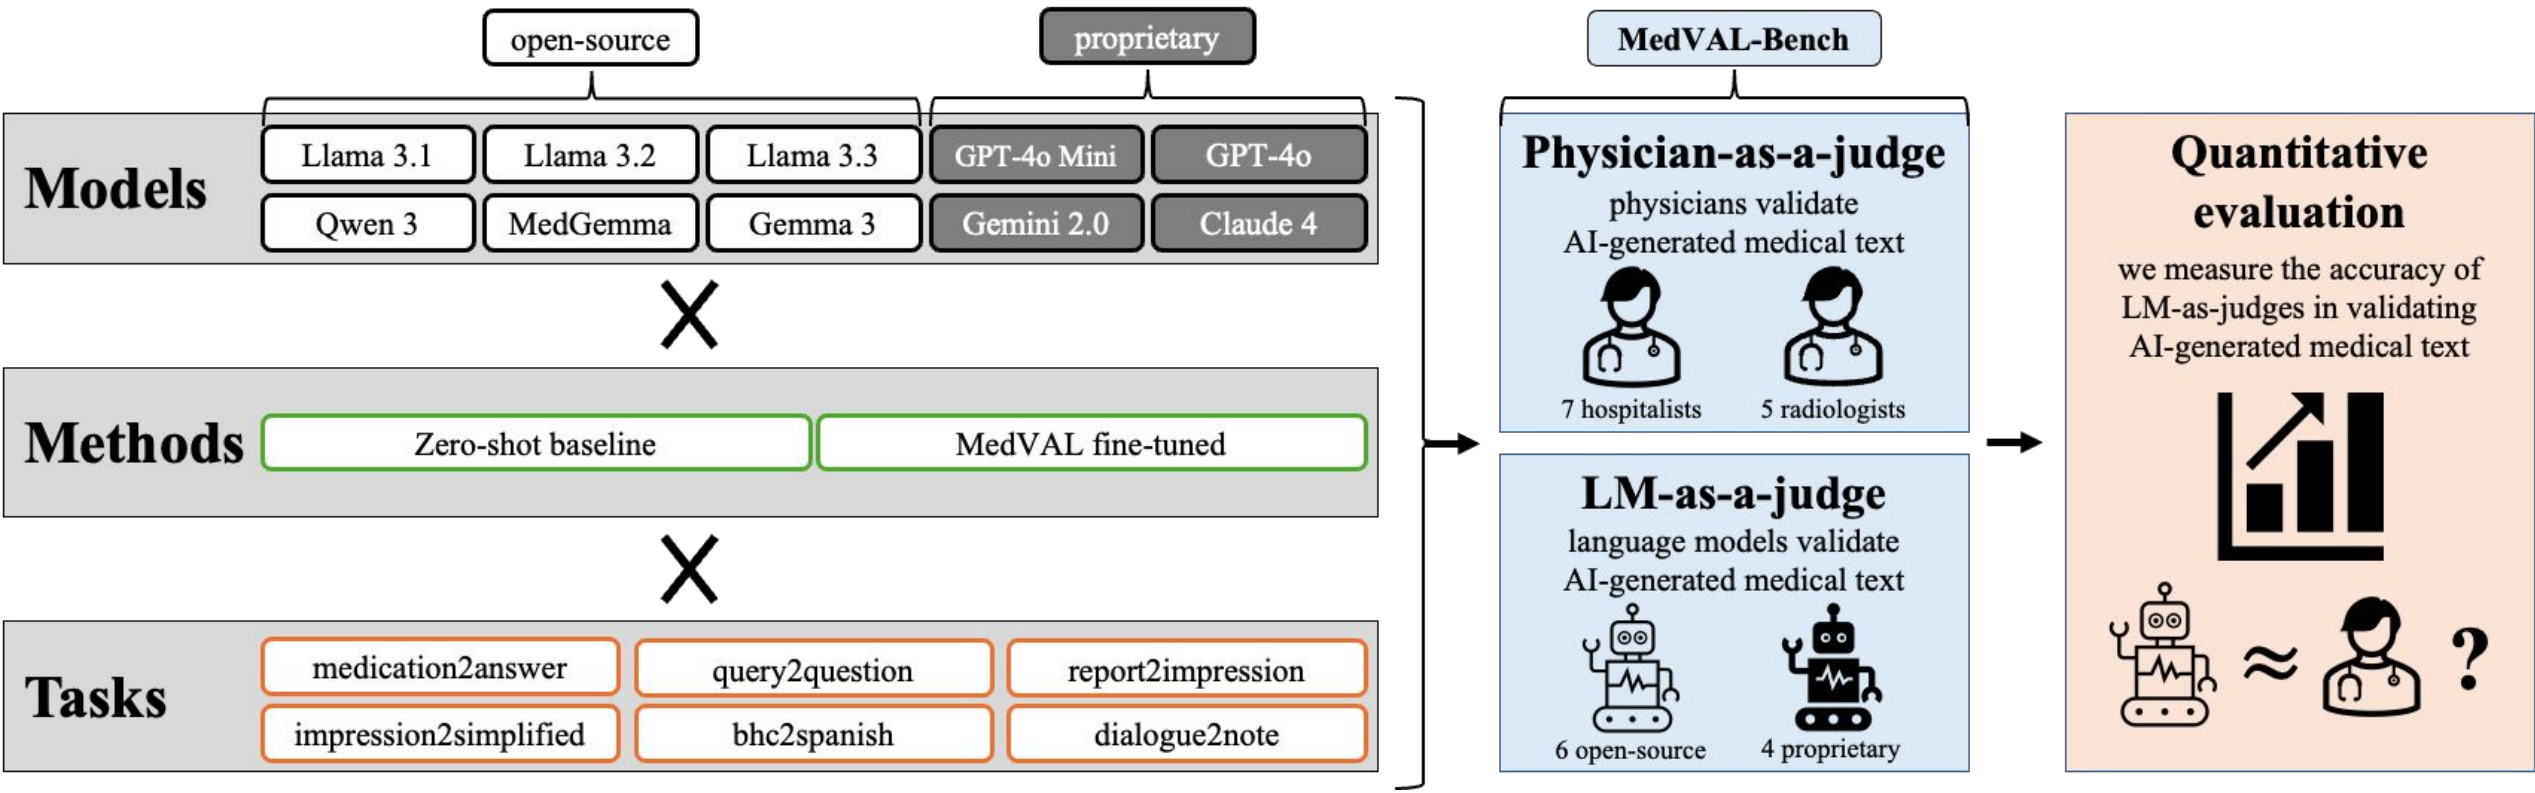 open-source
proprietary
MedVAL-Bench
Models
Llama 3.1
Llama 3.2
Llama 3.3
GPT-4o Mini
GPT-4o
Qwen 3
MedGemma
Gemma 3
Gemini 2.0
Claude 4
X
Methods
Zero-shot baseline
MedVAL fine-tuned
X
Tasks
medication2answer
query2question
report2impression
impression2simplified
bhc2spanish
dialogue2note
Physician-as-a-judge
physicians validate
AI-generated medical text
7 hospitalists
5 radiologists
LM-as-a-judge
language models validate
AI-generated medical text
6 open-source
4 proprietary
Quantitative
evaluation
we measure the accuracy of
LM-as-judges in validating
AI-generated medical text
≈ ?